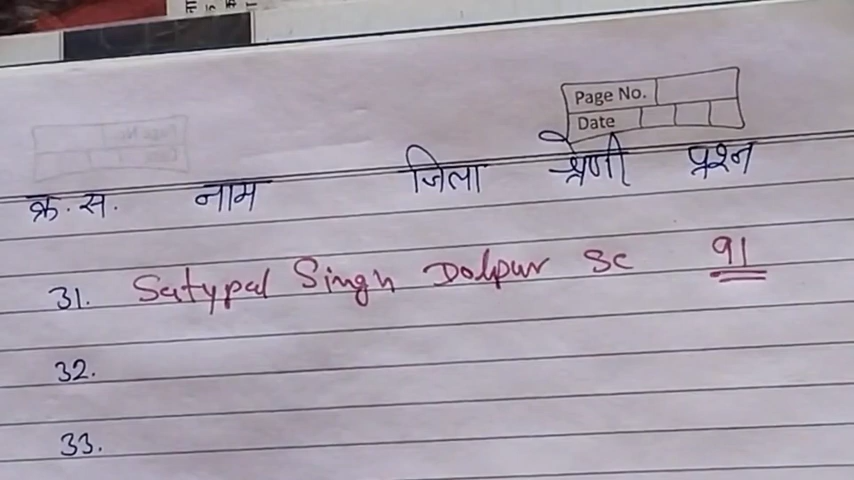 Page No.
Date
क्र. स. नाम जिला श्रेणी प्रश्न
31. Satypal Singh Dolpur Sc 91
32.
33.